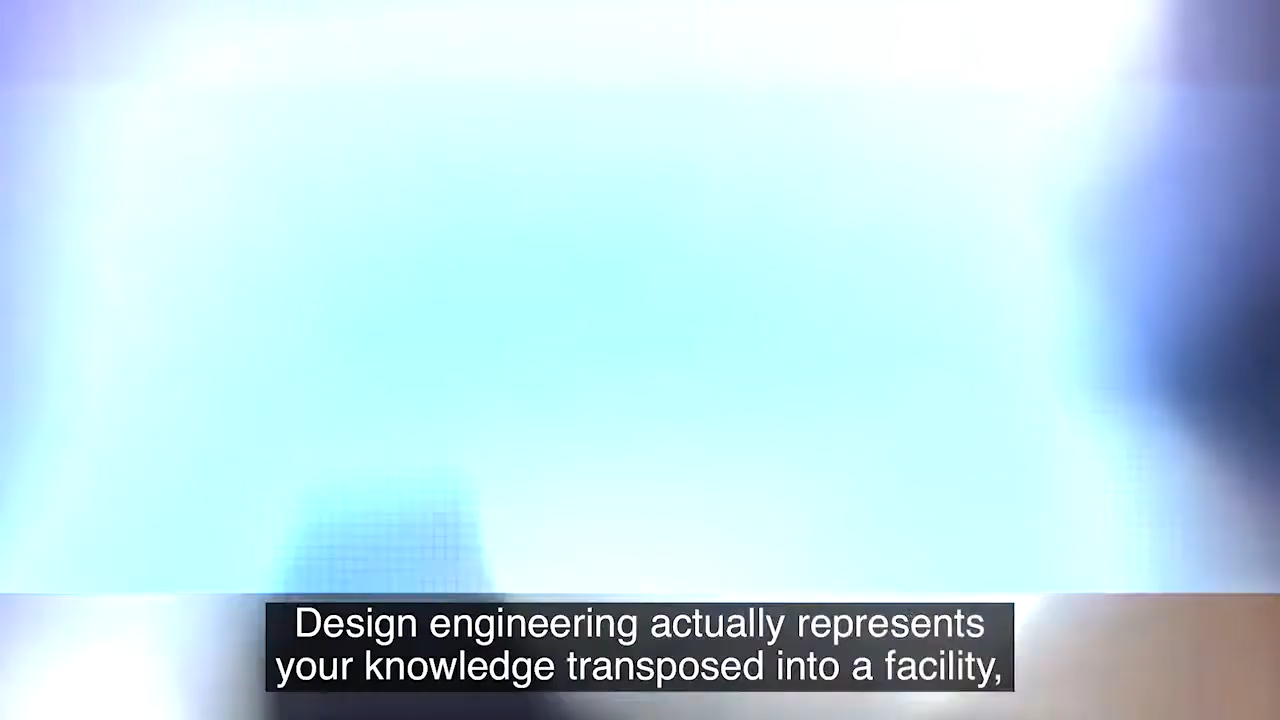 Design engineering actually represents
your knowledge transposed into a facility,